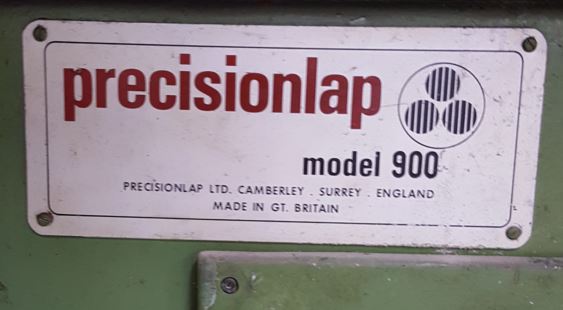 precisionlap
model 900
PRECISIONLAP LTD. CAMBERLEY . SURREY . ENGLAND
MADE IN GT. BRITAIN